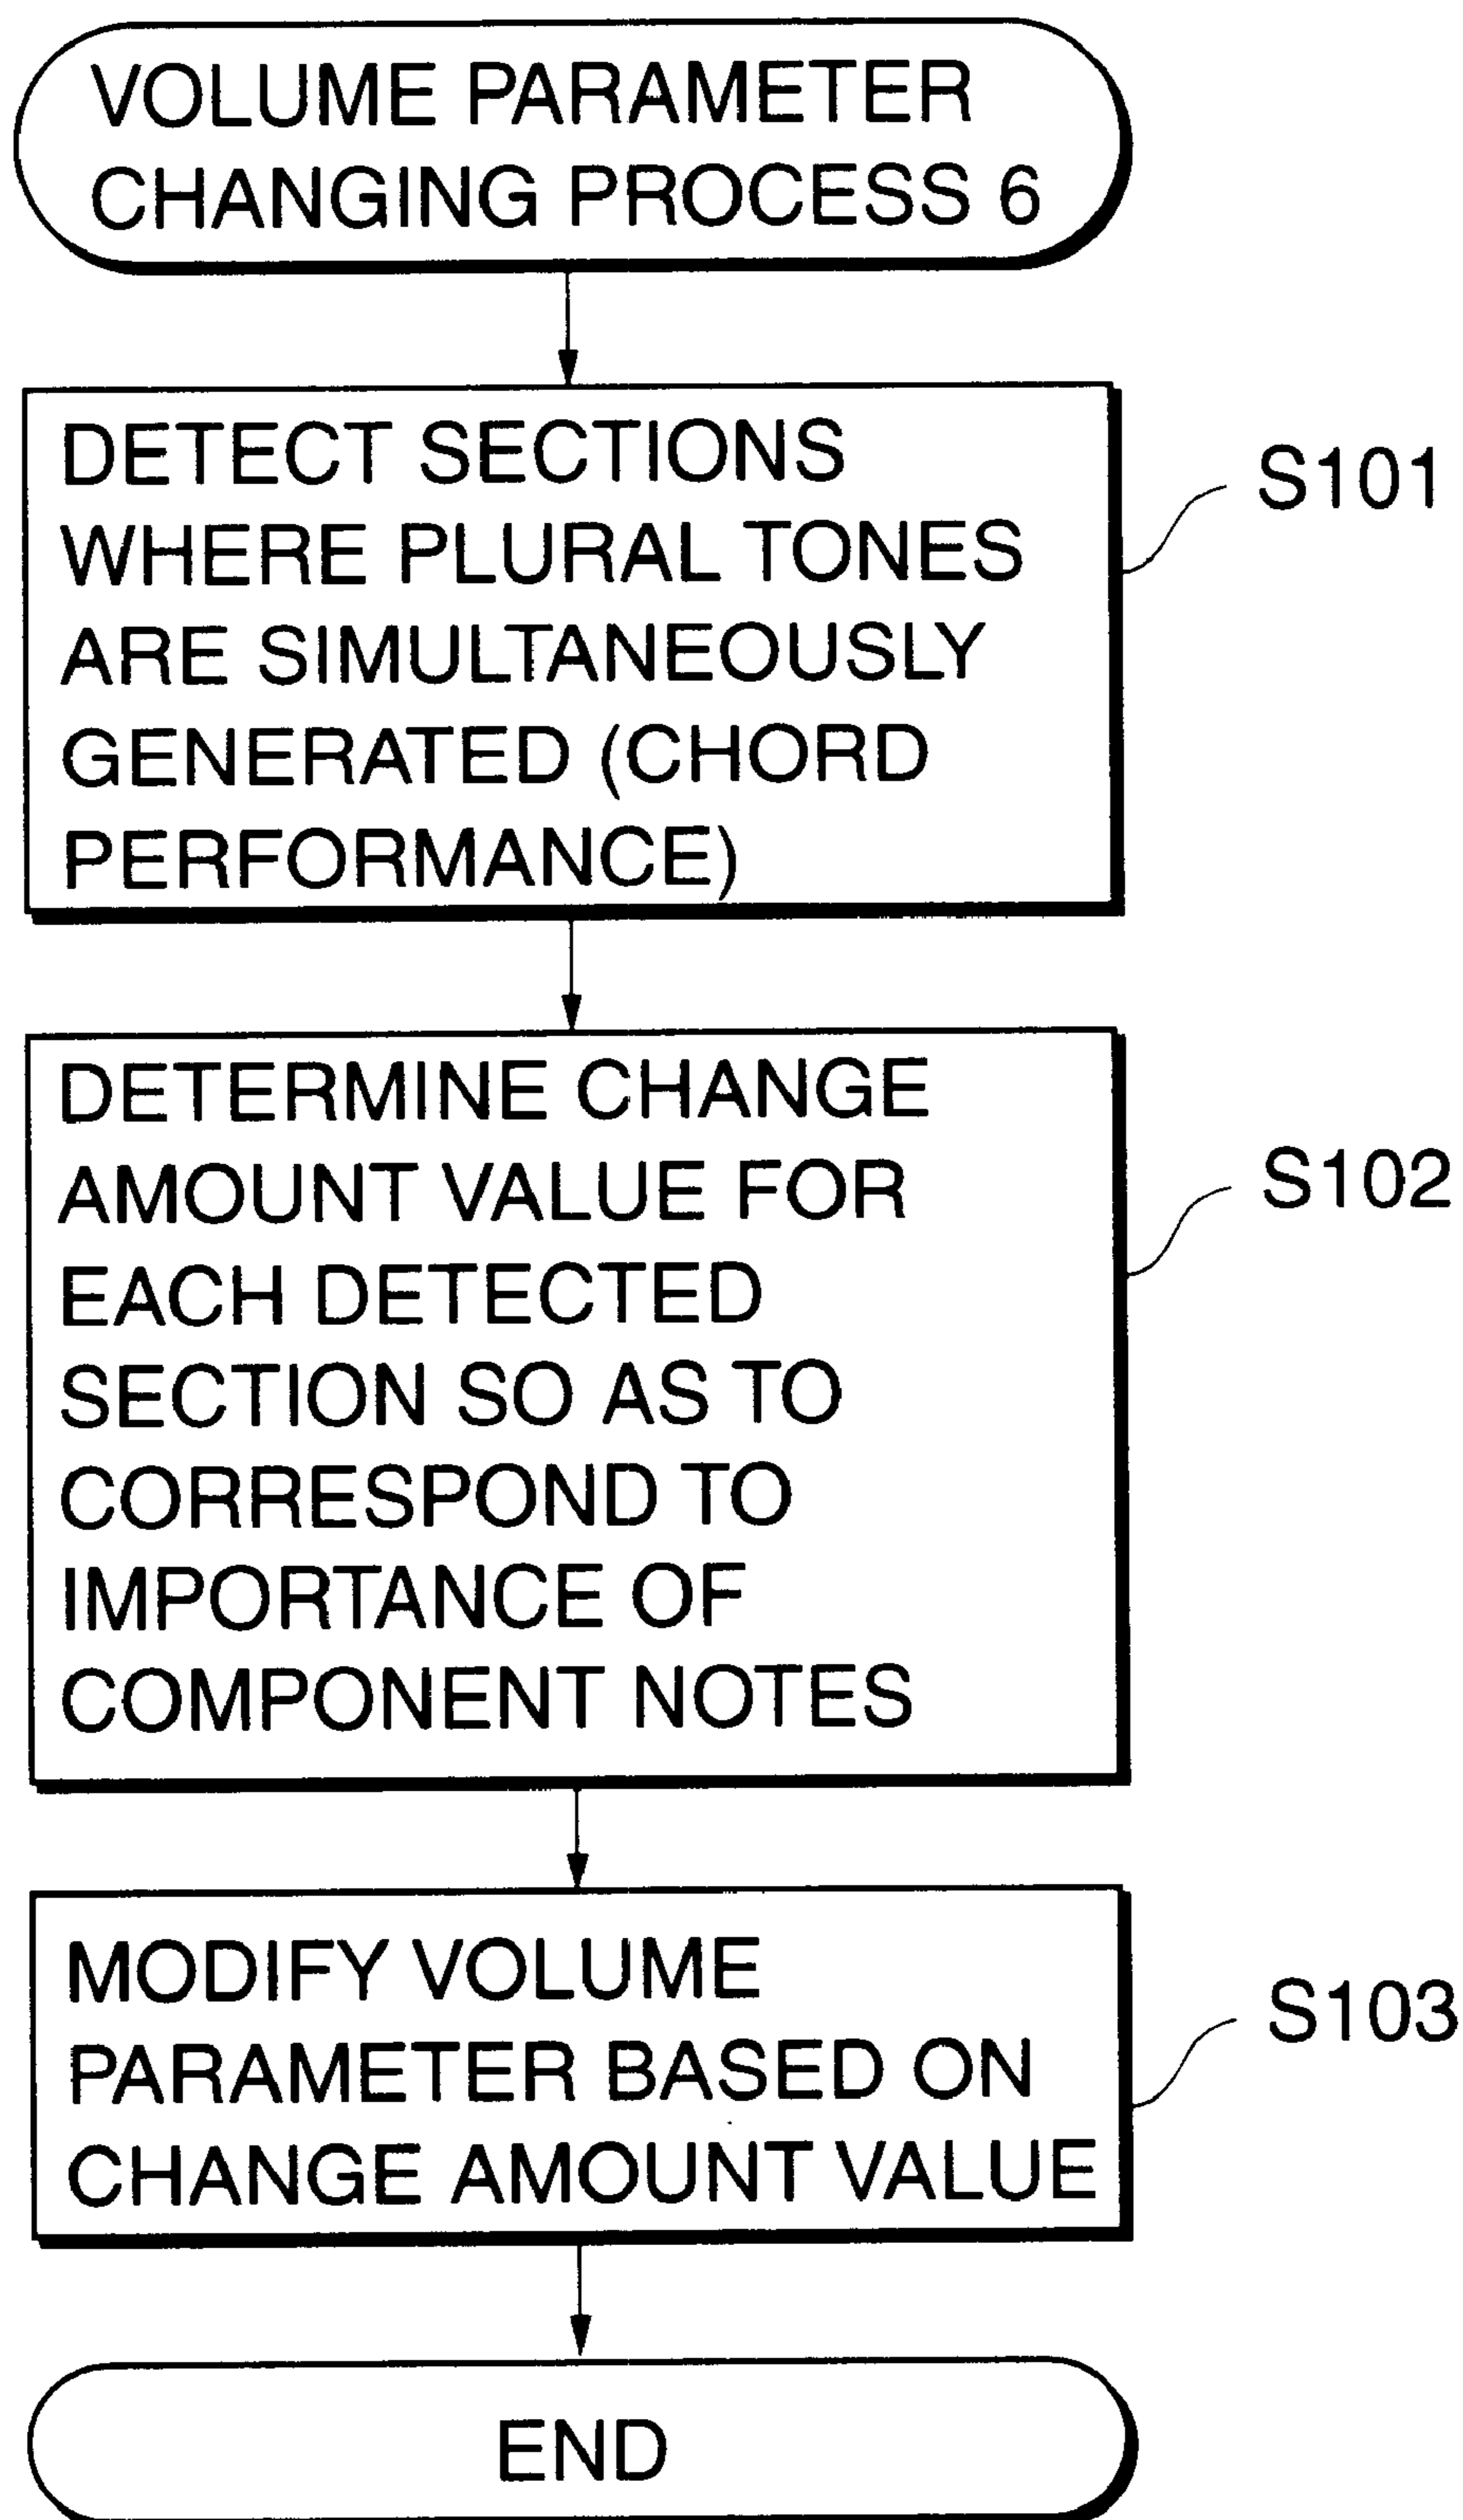 VOLUME PARAMETER
CHANGING PROCESS 6
DETECT SECTIONS
WHERE PLURAL TONES
ARE SIMULTANEOUSLY
GENERATED (CHORD
PERFORMANCE)
S101
DETERMINE CHANGE
AMOUNT VALUE FOR
EACH DETECTED
SECTION SO AS TO
CORRESPOND TO
IMPORTANCE OF
COMPONENT NOTES
S102
MODIFY VOLUME
PARAMETER BASED ON
CHANGE AMOUNT VALUE
S103
END